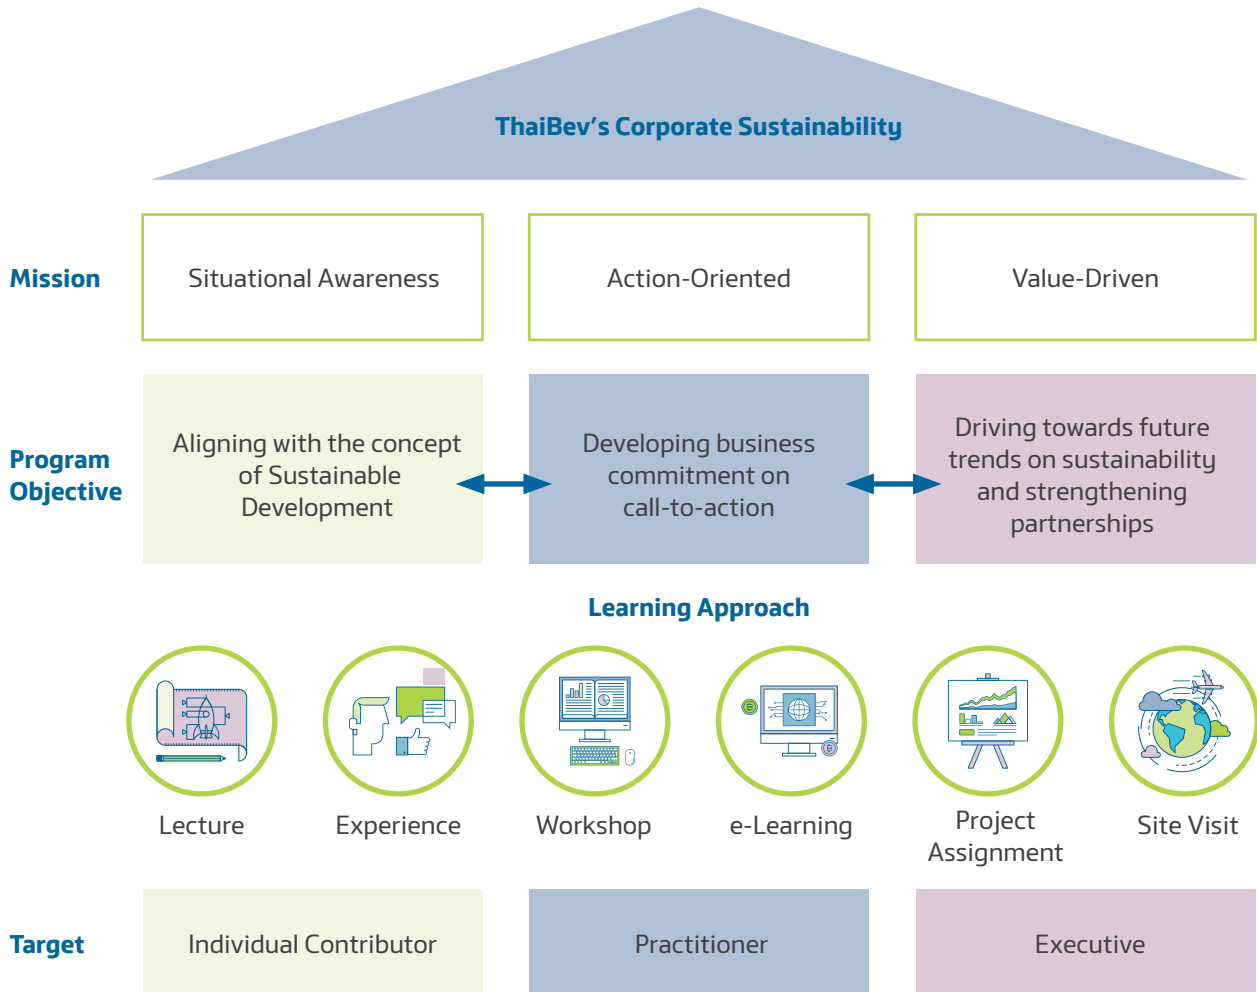 ThaiBev's Corporate Sustainability
Mission
Situational Awareness
Action-Oriented
Value-Driven
Program
Objective
Aligning with the concept
of Sustainable
Development
Developing business
commitment on
call-to-action
Driving towards future
trends on sustainability
and strengthening
partnerships
Learning Approach
Lecture
Experience
Workshop
e-Learning
Project
Assignment
Site Visit
Target
Individual Contributor
Practitioner
Executive